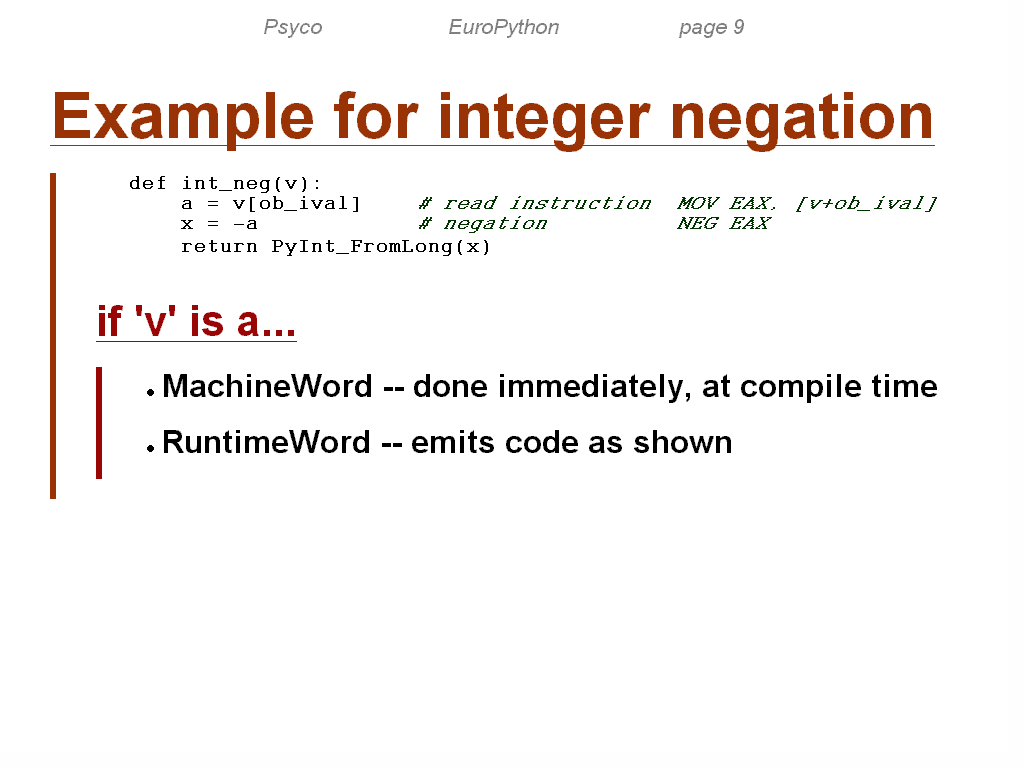 Psyco EuroPython page 9
Example for integer negation
def int_neg(v):
    a = v[ob_ival]    # read instruction  MOV EAX, [v+ob_ival]
    x = -a            # negation          NEG EAX
    return PyInt_FromLong(x)
if 'v' is a...
• MachineWord -- done immediately, at compile time
• RuntimeWord -- emits code as shown